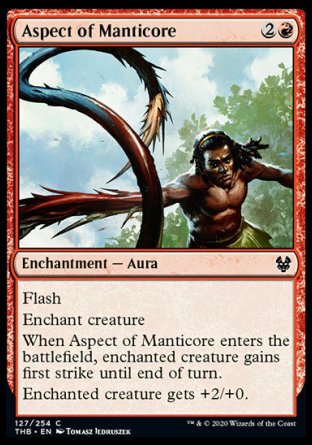 Aspect of Manticore 2
Enchantment — Aura
Flash
Enchant creature
When Aspect of Manticore enters the
battlefield, enchanted creature gains
first strike until end of turn.
Enchanted creature gets +2/+0.
127/254 C
THB • EN TOMASZ JEDRUSZEK
™ & © 2020 Wizards of the Coast